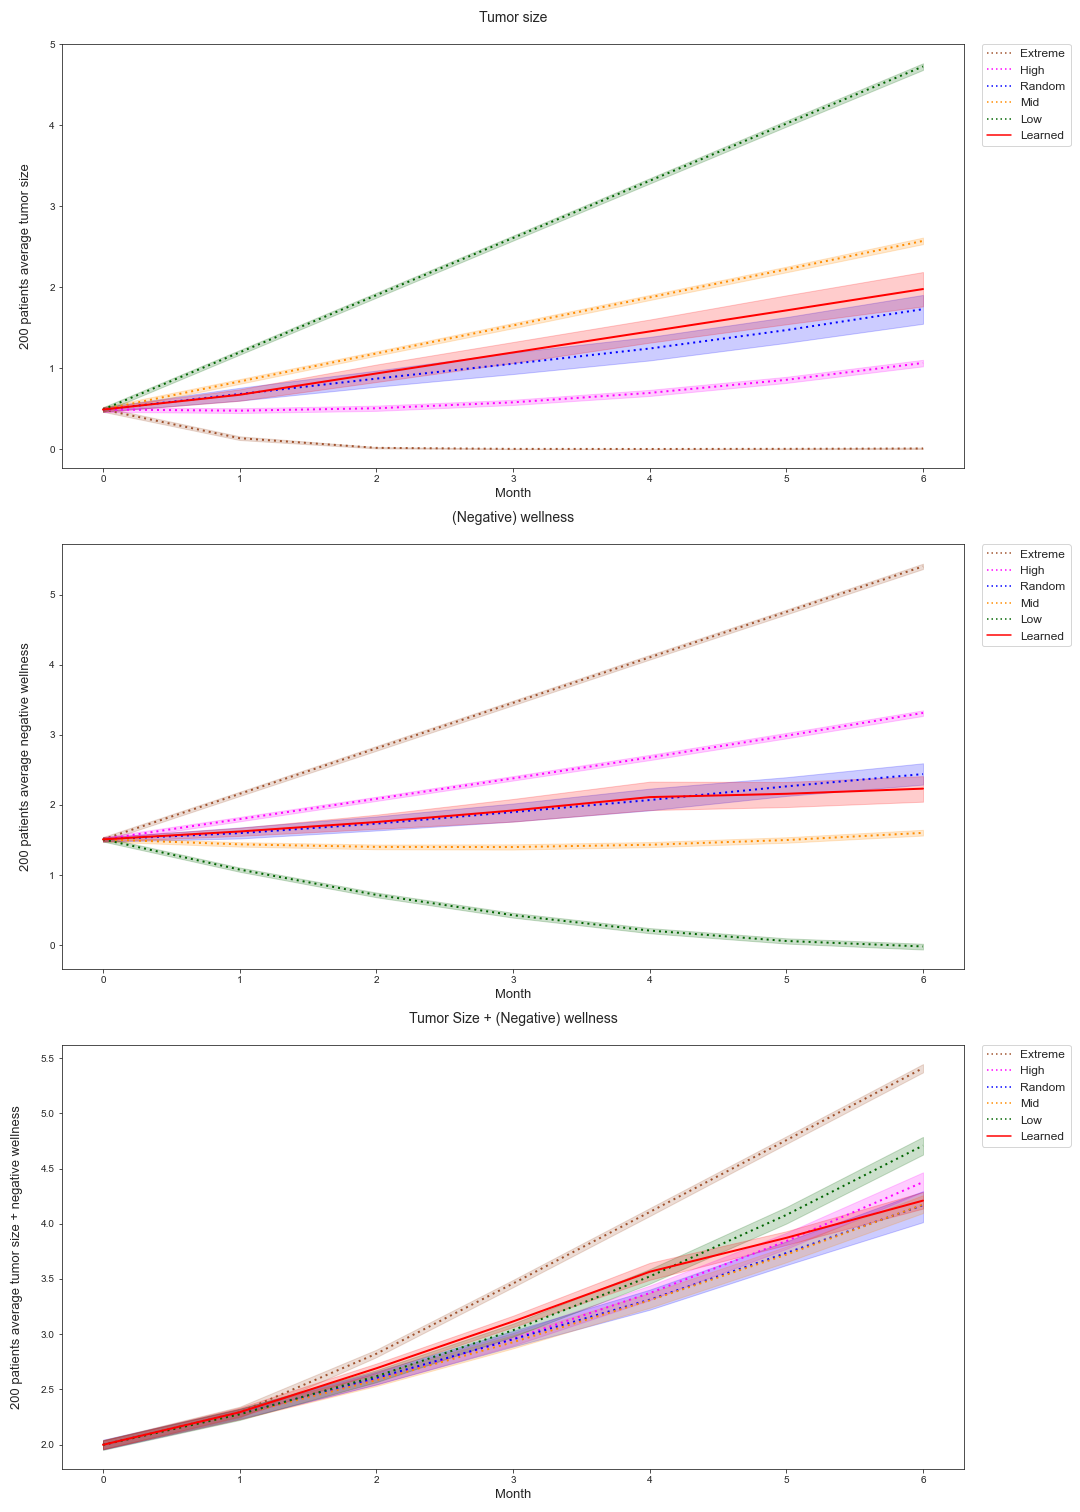 Tumor size
200 patients average tumor size
5
4
3
2
1
0
0 1 2 3 4 5 6
Month
Extreme
High
Random
Mid
Low
Learned
(Negative) wellness
200 patients average negative wellness
5
4
3
2
1
0
0 1 2 3 4 5 6
Month
Extreme
High
Random
Mid
Low
Learned
Tumor Size + (Negative) wellness
200 patients average tumor size + negative wellness
5.5
5.0
4.5
4.0
3.5
3.0
2.5
2.0
0 1 2 3 4 5 6
Month
Extreme
High
Random
Mid
Low
Learned